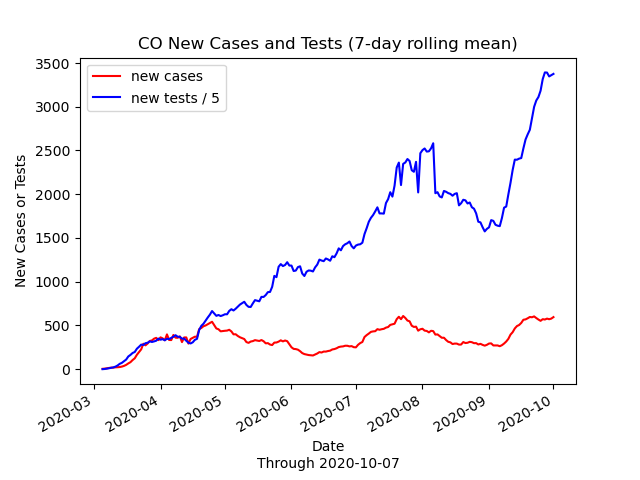 CO New Cases and Tests (7-day rolling mean)
new cases
new tests / 5
3500
3000
2500
2000
1500
1000
500
0
New Cases or Tests
2020-03
2020-04
2020-05
2020-06
2020-07
2020-08
2020-09
2020-10
Date
Through 2020-10-07